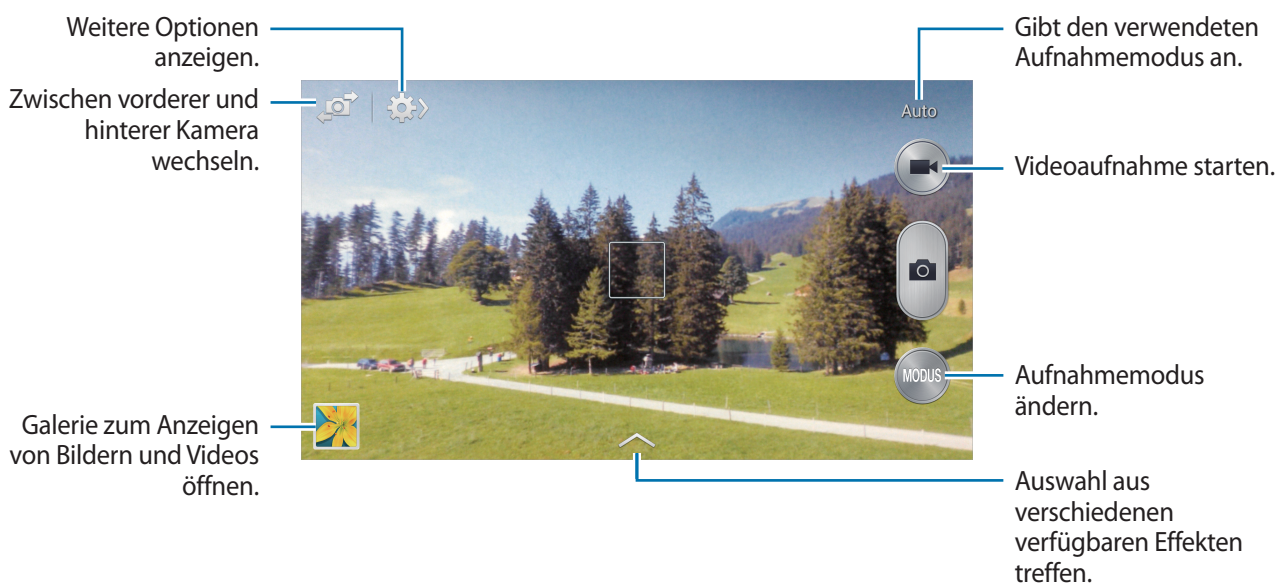 Weitere Optionen
anzeigen.
Zwischen vorderer und
hinterer Kamera
wechseln.
Galerie zum Anzeigen
von Bildern und Videos
öffnen.
Gibt den verwendeten
Aufnahmemodus an.
Auto
Videoaufnahme starten.
MODUS
Aufnahmemodus
ändern.
Auswahl aus
verschiedenen
verfügbaren Effekten
treffen.